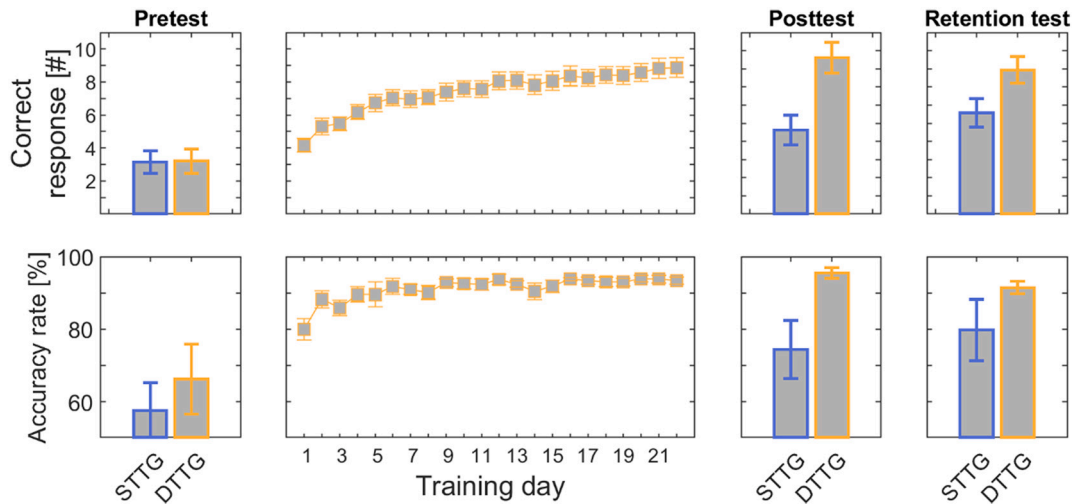 Pretest
Posttest
Retention test
Correct
response [#]
10
8
6
4
2
Accuracy rate [%]
100
80
60
1 3 5 7 9 11 13 15 17 19 21
STTG DTTG
Training day
STTG DTTG
STTG DTTG